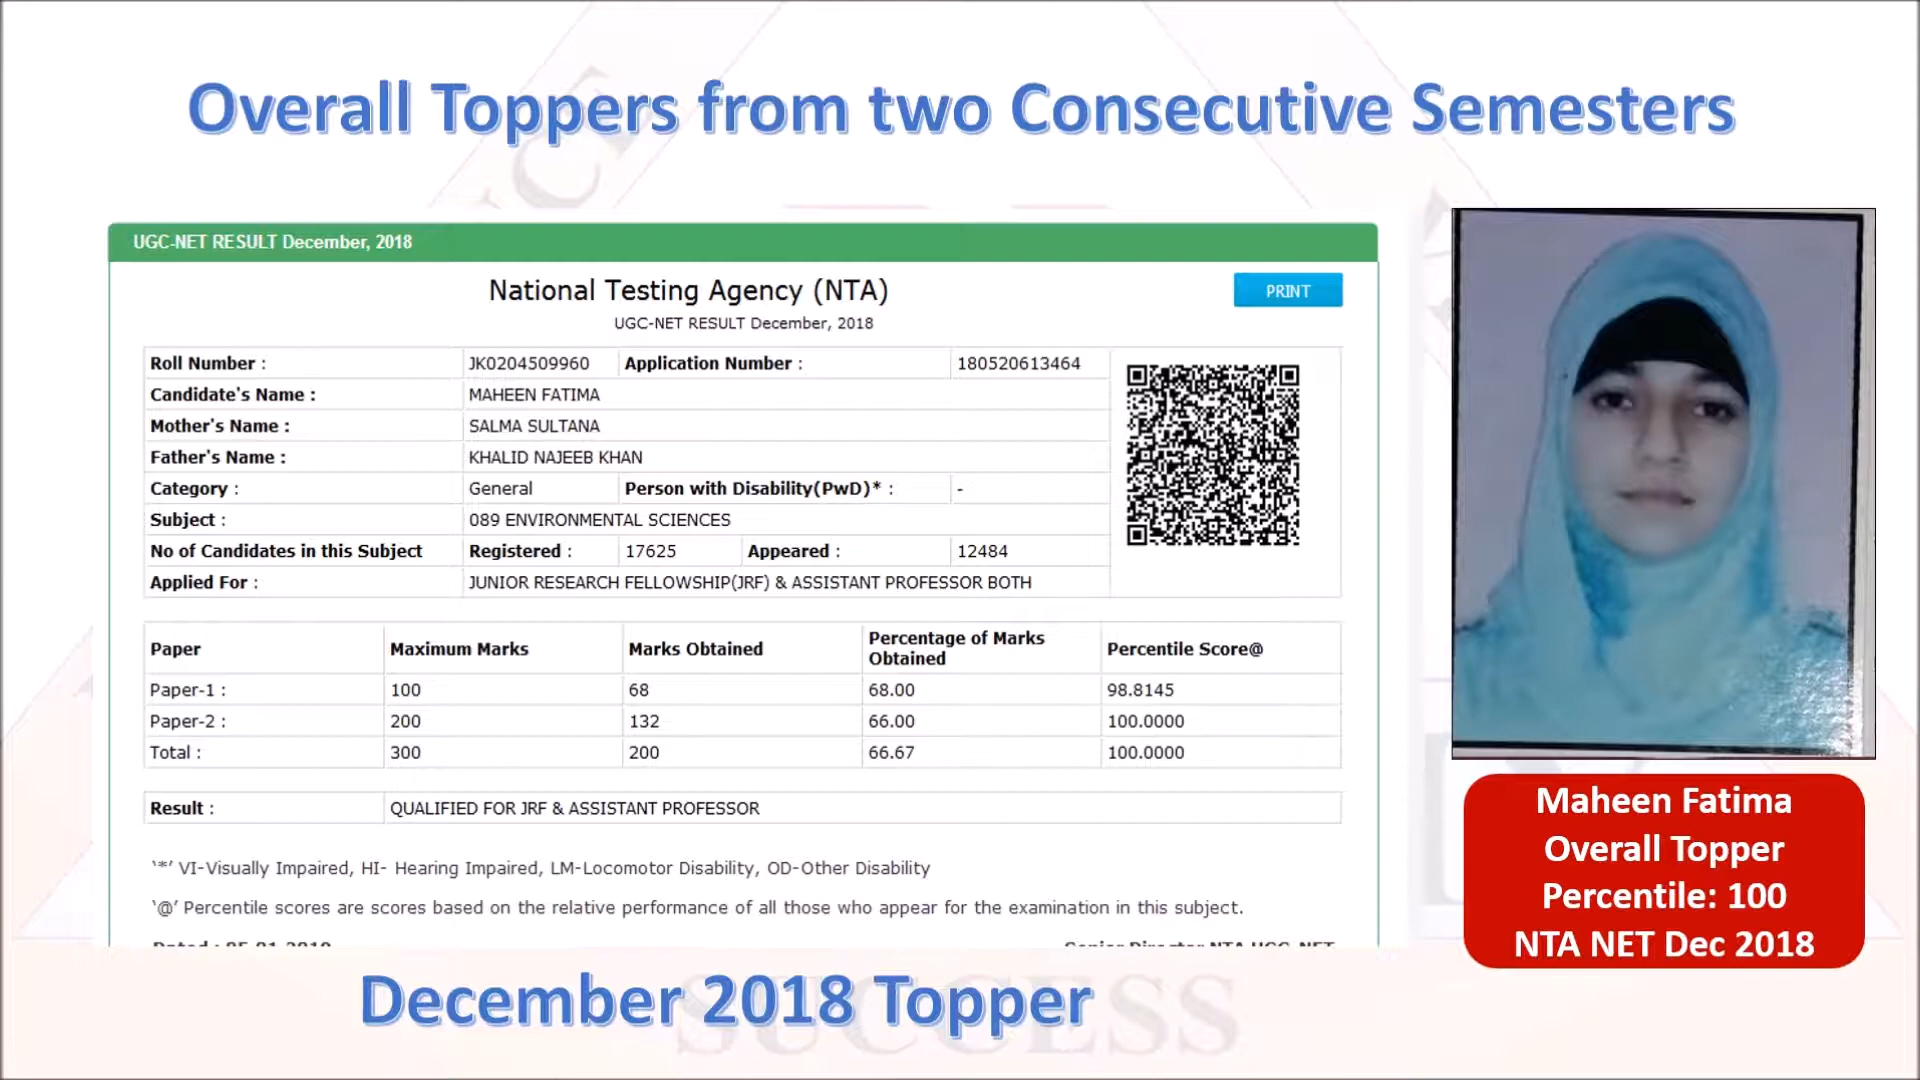 Overall Toppers from two Consecutive Semesters
UGC-NET RESULT December, 2018
National Testing Agency (NTA)
PRINT
UGC-NET RESULT December, 2018
Roll Number : JK0204509960 Application Number : 180520613464
Candidate's Name : MAHEEN FATIMA
Mother's Name : SALMA SULTANA
Father's Name : KHALID NAJEEB KHAN
Category : General Person with Disability(PwD)* : -
Subject : 089 ENVIRONMENTAL SCIENCES
No of Candidates in this Subject Registered : 17625 Appeared : 12484
Applied For : JUNIOR RESEARCH FELLOWSHIP(JRF) & ASSISTANT PROFESSOR BOTH
Paper Maximum Marks Marks Obtained Percentage of Marks Obtained Percentile Score@
Paper-1 : 100 68 68.00 98.8145
Paper-2 : 200 132 66.00 100.0000
Total : 300 200 66.67 100.0000
Result : QUALIFIED FOR JRF & ASSISTANT PROFESSOR
'*' VI-Visually Impaired, HI- Hearing Impaired, LM-Locomotor Disability, OD-Other Disability
'@' Percentile scores are scores based on the relative performance of all those who appear for the examination in this subject.
Maheen Fatima
Overall Topper
Percentile: 100
NTA NET Dec 2018
December 2018 Topper
SUCCESS